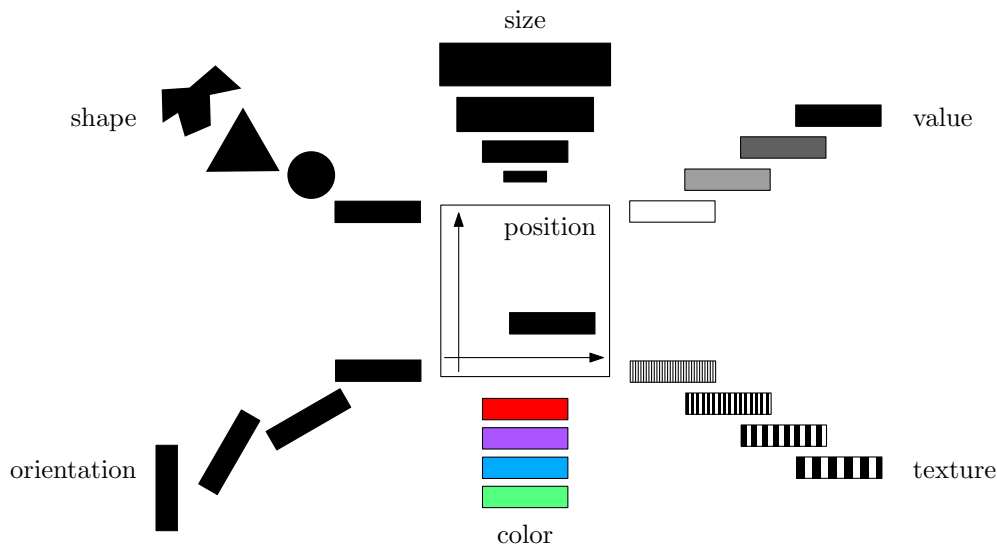 size
shape
value
position
orientation
texture
color